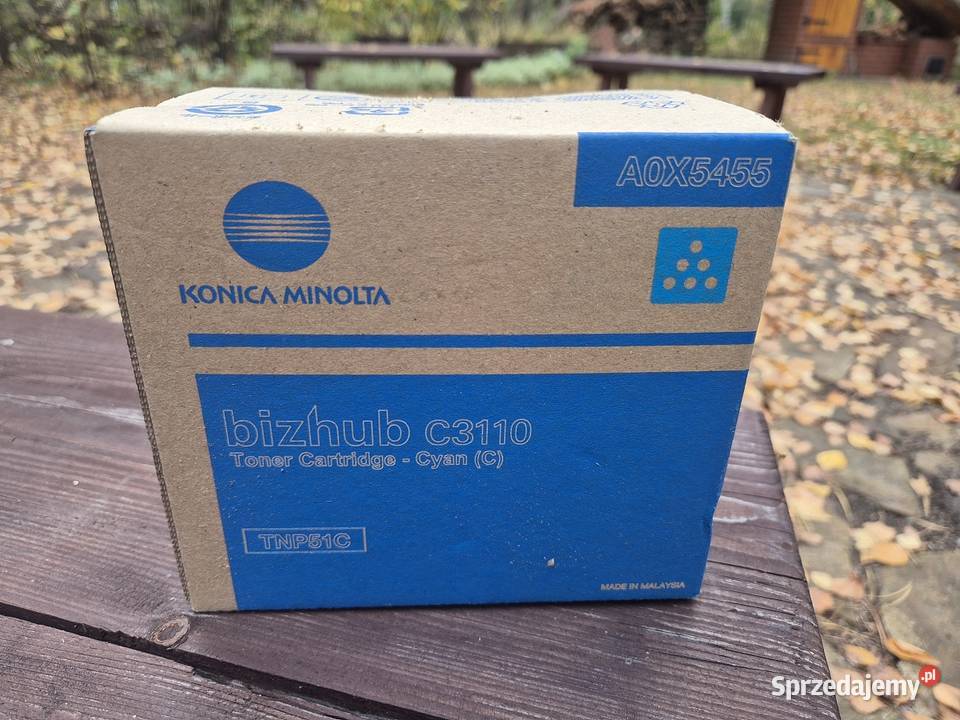 A0X5455
KONICA MINOLTA
bizhub C3110
Toner Cartridge - Cyan (C)
TNP51C
MADE IN MALAYSIA
Sprzedajemy.pl